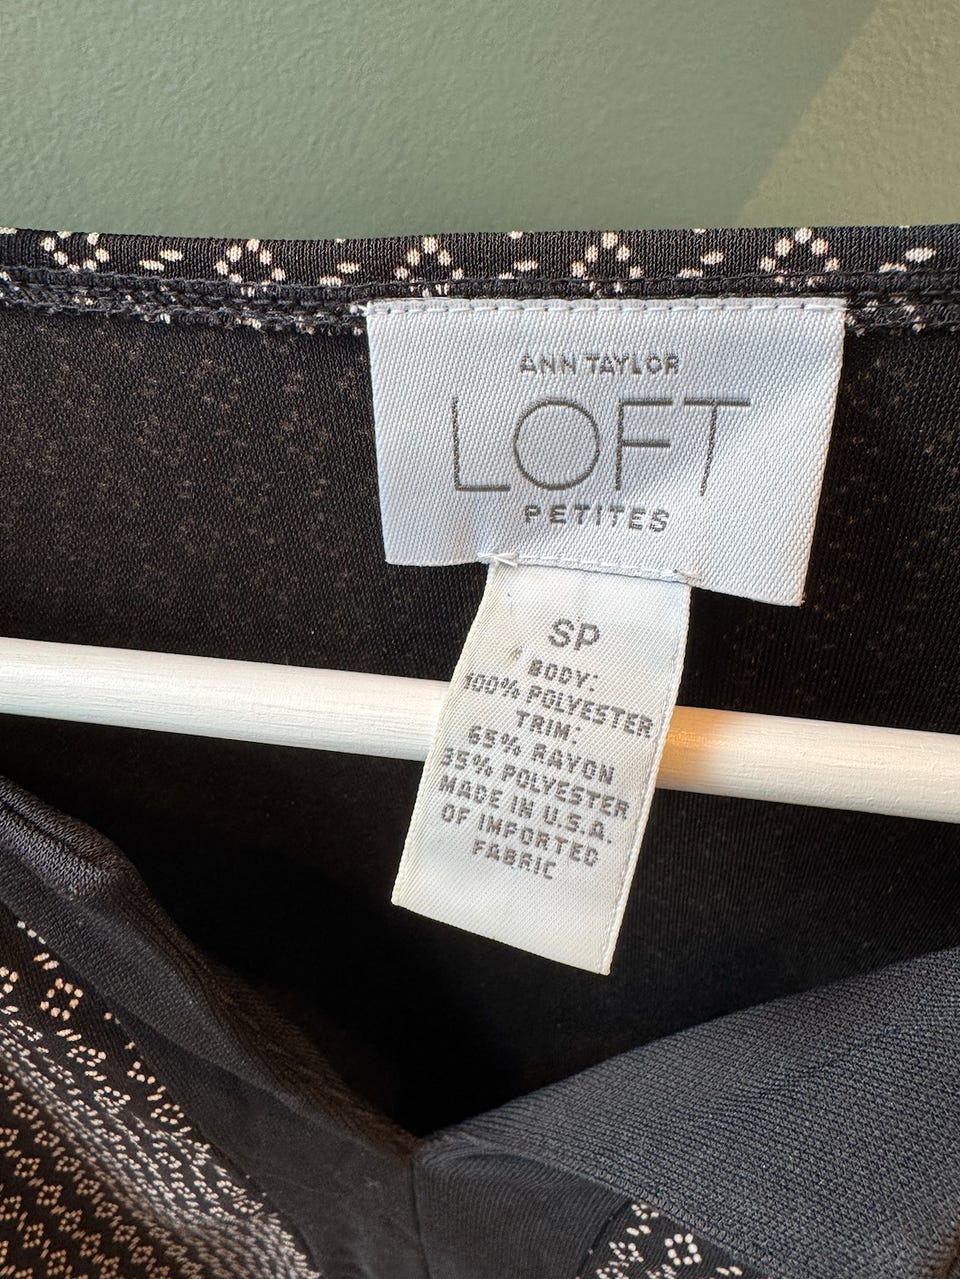 ANN TAYLOR
LOFT
PETITES
SP
BODY:
100% POLYESTER
TRIM:
65% RAYON
35% POLYESTER
MADE IN U.S.A.
OF IMPORTED
FABRIC